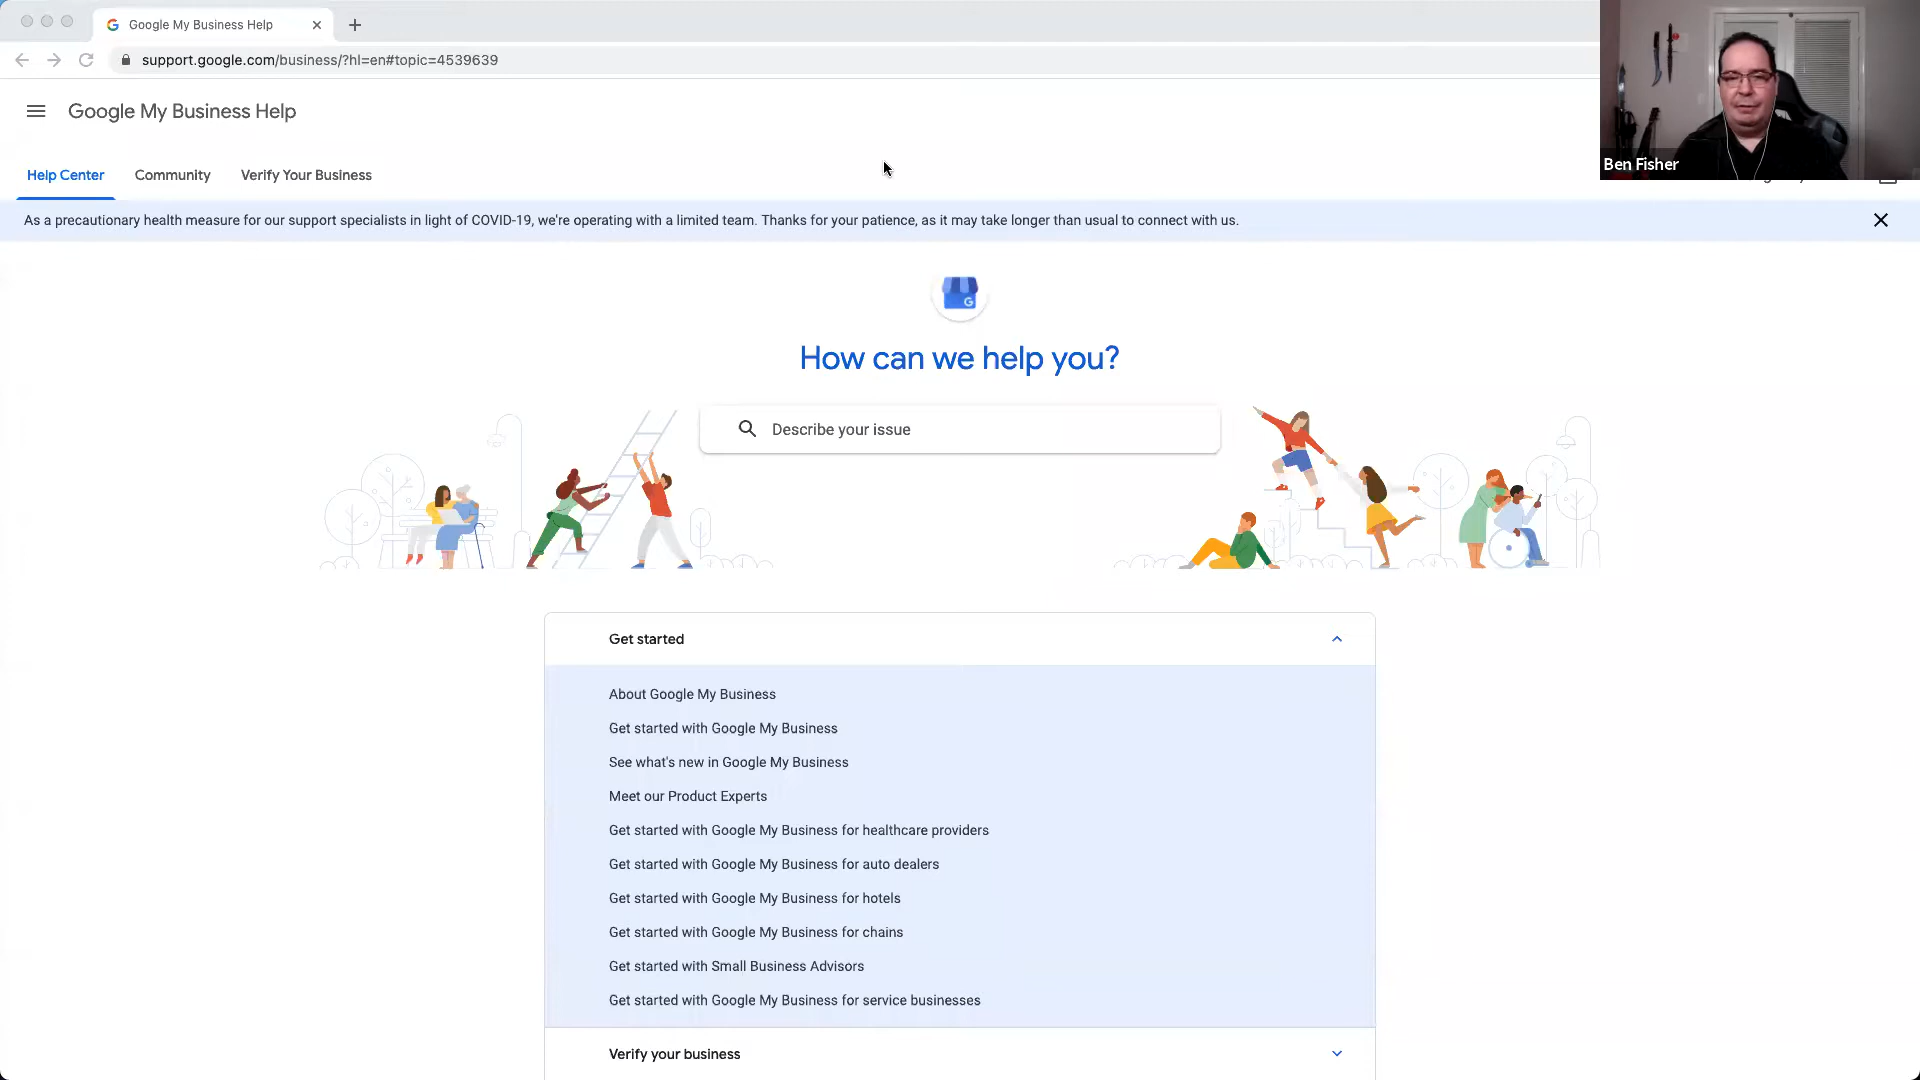 Google My Business Help
support.google.com/business/?hl=en#topic=4539639
Google My Business Help
Ben Fisher
Help Center
Community
Verify Your Business
As a precautionary health measure for our support specialists in light of COVID-19, we're operating with a limited team. Thanks for your patience, as it may take longer than usual to connect with us.
G
How can we help you?
Describe your issue
Get started
About Google My Business
Get started with Google My Business
See what's new in Google My Business
Meet our Product Experts
Get started with Google My Business for healthcare providers
Get started with Google My Business for auto dealers
Get started with Google My Business for hotels
Get started with Google My Business for chains
Get started with Small Business Advisors
Get started with Google My Business for service businesses
Verify your business